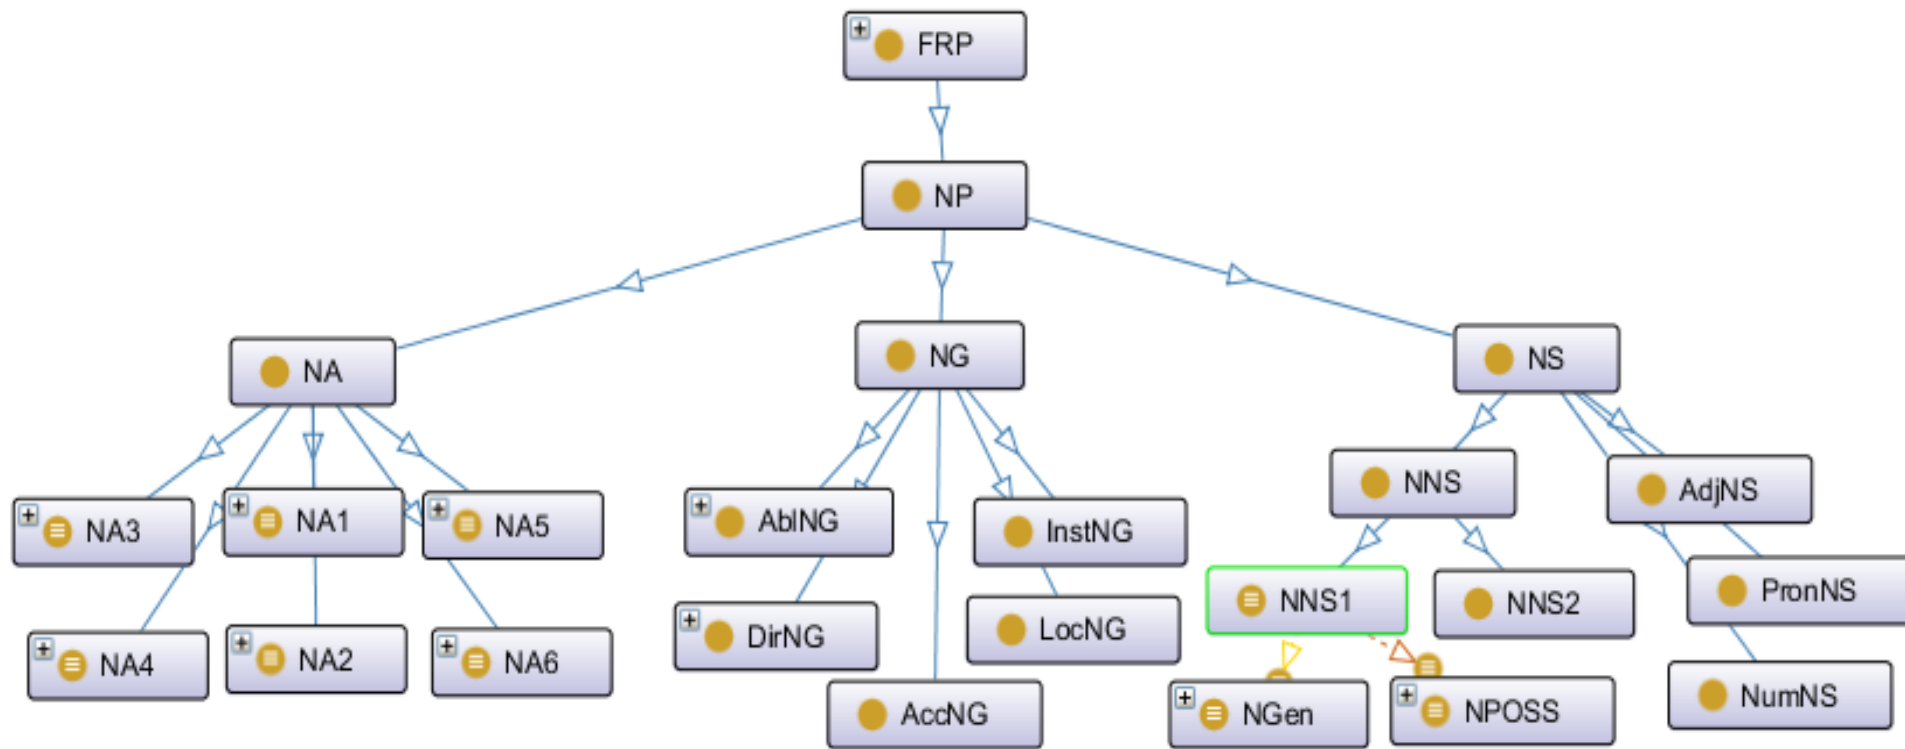 FRP
NP
NA
NG
NS
NNS
AdjNS
NA3
NA1
NA5
AblNG
InstNG
NNS1
NNS2
PronNS
NA4
NA2
NA6
DirNG
LocNG
AccNG
NGen
NPOSS
NumNS